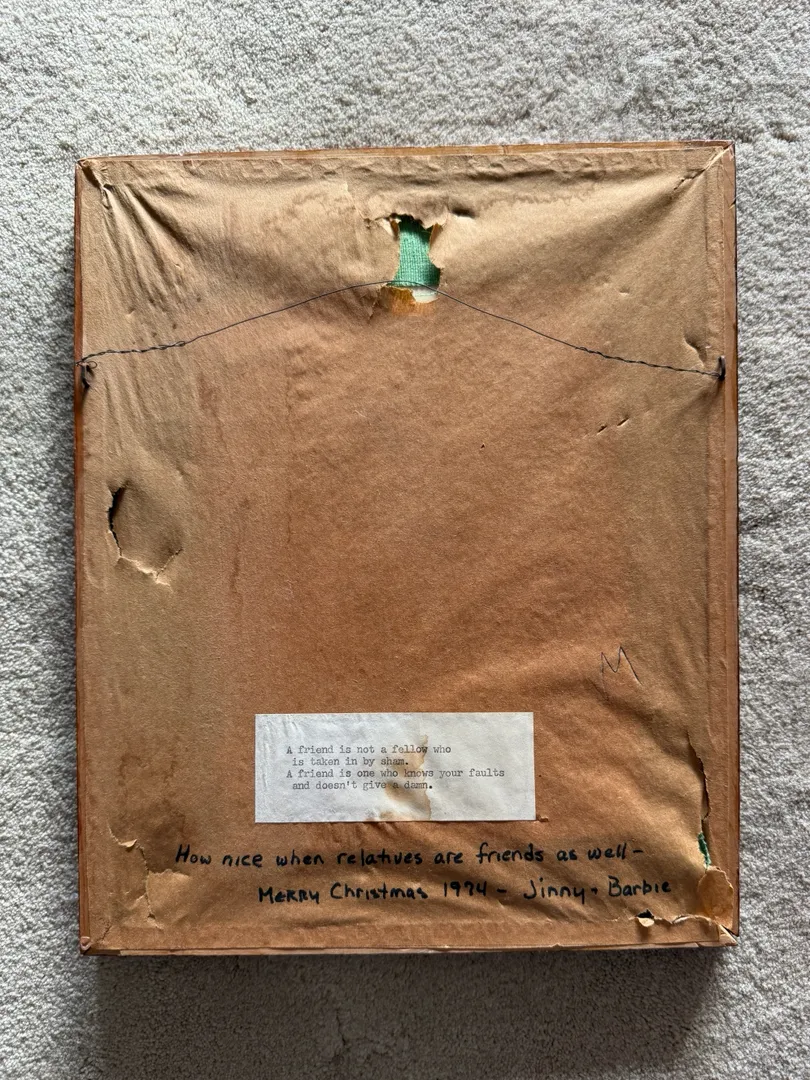 M
A friend is not a fellow who
is taken in by sham.
A friend is one who knows your faults
and doesn't give a damn.
How nice when relatives are friends as well-
Merry Christmas 1974 - Jinny + Barbie